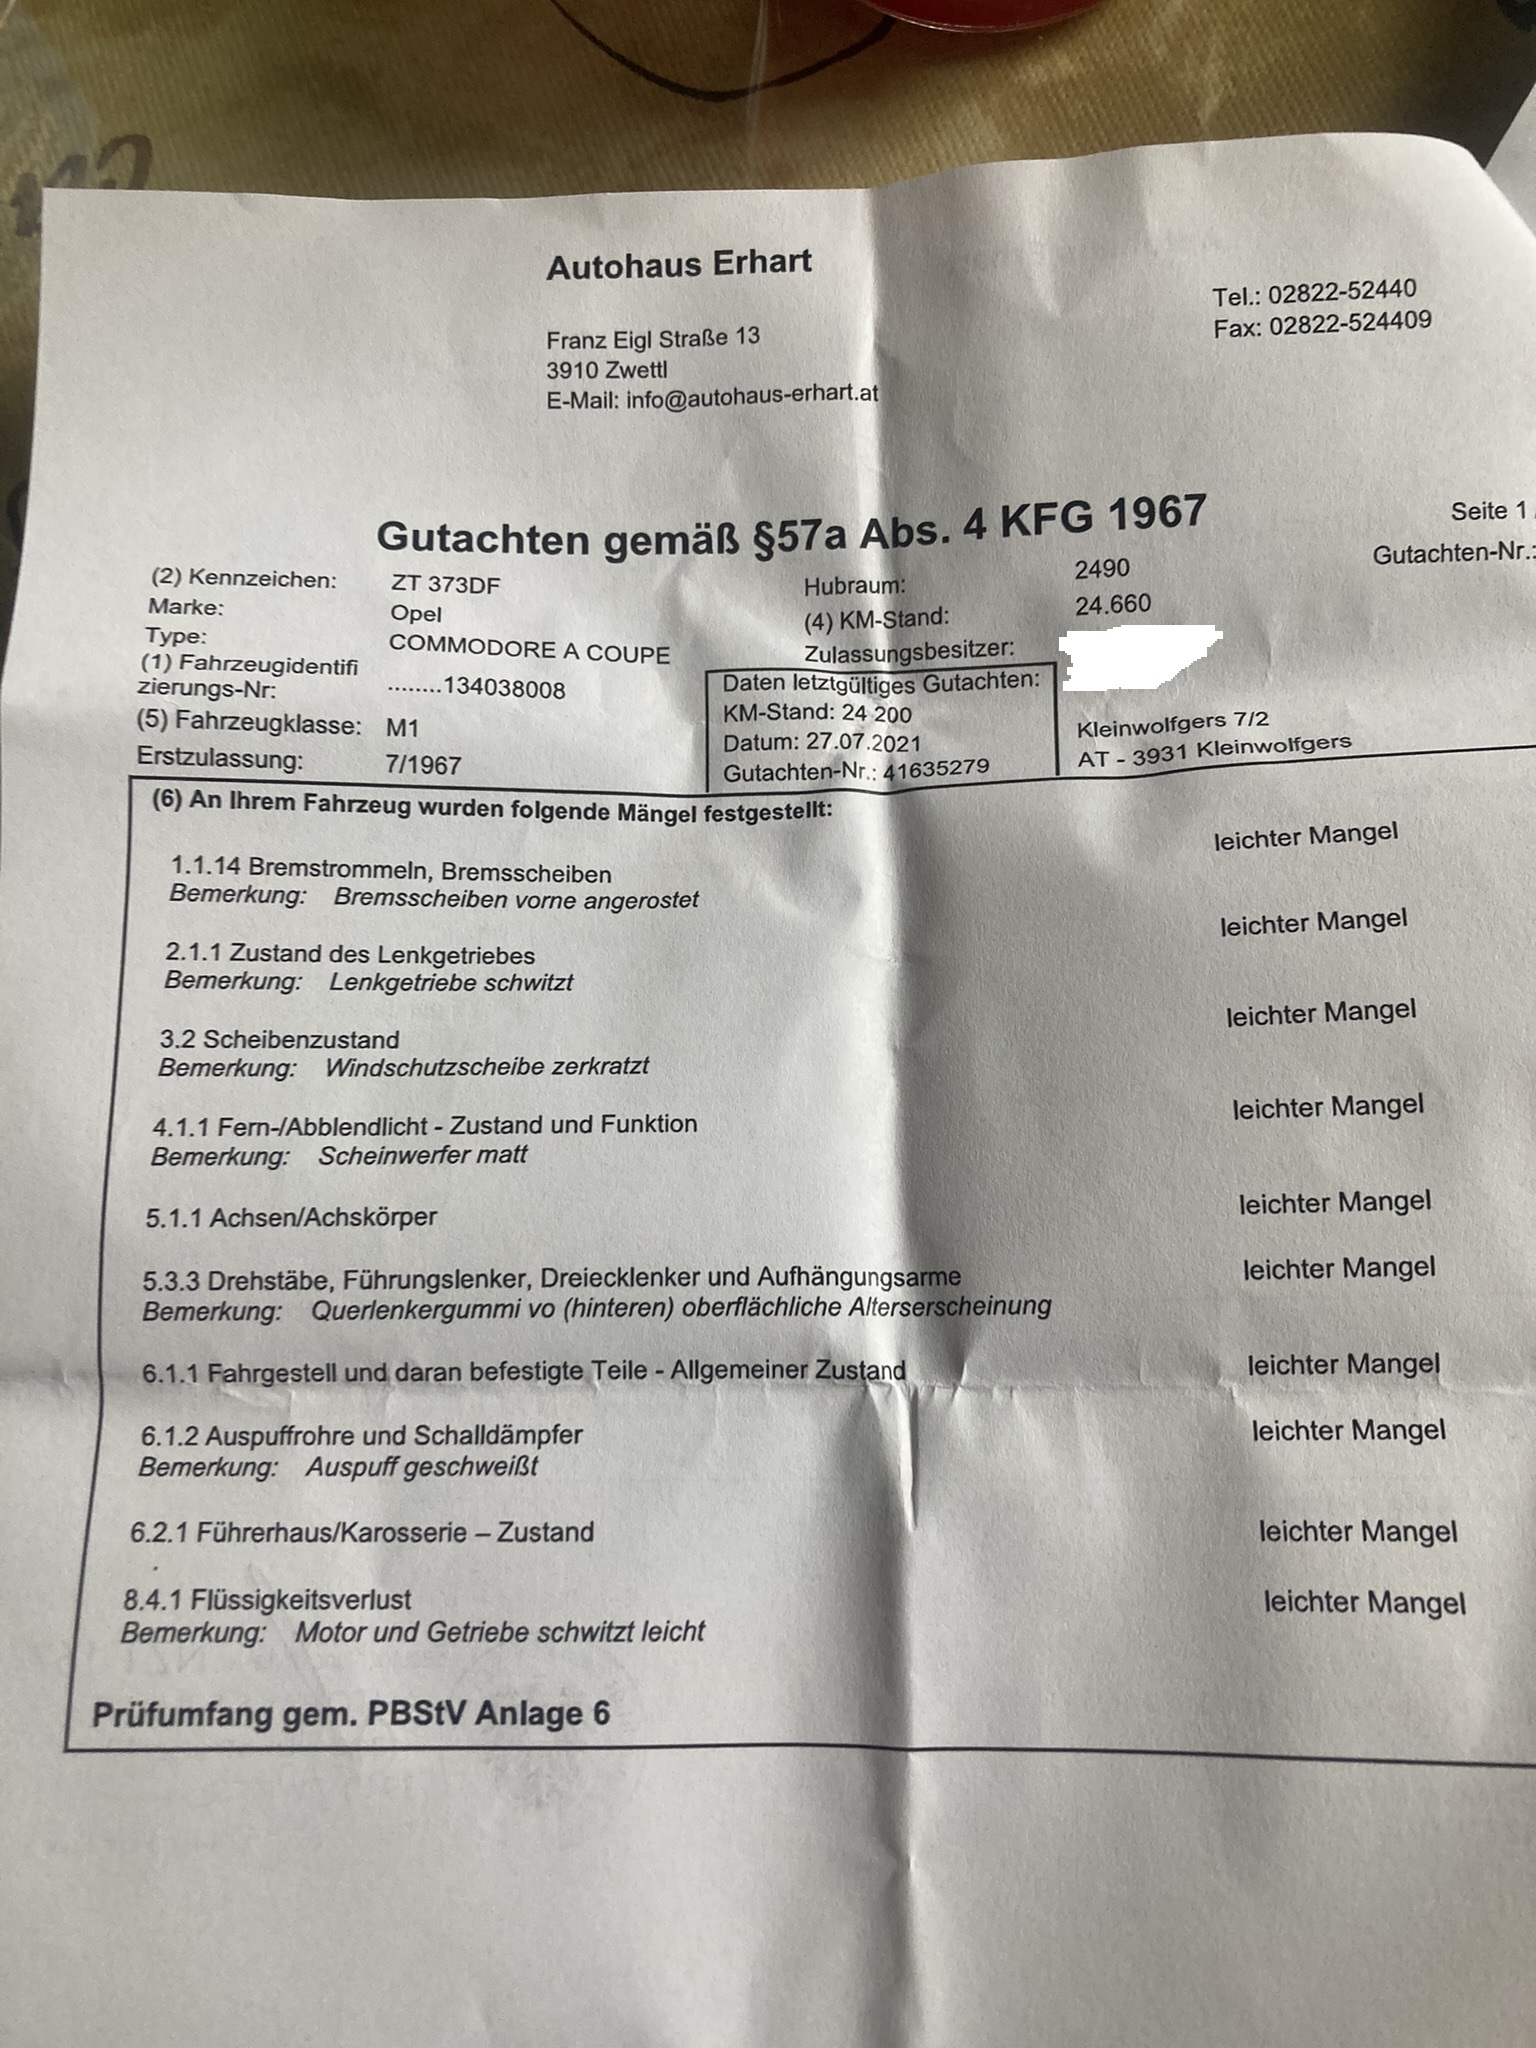 Autohaus Erhart
Franz Eigl Straße 13
3910 Zwettl
E-Mail: info@autohaus-erhart.at
Tel.: 02822-52440
Fax: 02822-524409
Gutachten gemäß §57a Abs. 4 KFG 1967
Seite 1
Gutachten-Nr.:
(2) Kennzeichen: ZT 373DF
Marke: Opel
Type: COMMODORE A COUPE
(1) Fahrzeugidentifi
zierungs-Nr: ........134038008
(5) Fahrzeugklasse: M1
Erstzulassung: 7/1967
Hubraum: 2490
(4) KM-Stand: 24.660
Zulassungsbesitzer:
Kleinwolfgers 7/2
AT - 3931 Kleinwolfgers
Daten letztgültiges Gutachten:
KM-Stand: 24 200
Datum: 27.07.2021
Gutachten-Nr.: 41635279
(6) An Ihrem Fahrzeug wurden folgende Mängel festgestellt:
1.1.14 Bremstrommeln, Bremsscheiben leichter Mangel
Bemerkung: Bremsscheiben vorne angerostet
2.1.1 Zustand des Lenkgetriebes leichter Mangel
Bemerkung: Lenkgetriebe schwitzt
3.2 Scheibenzustand leichter Mangel
Bemerkung: Windschutzscheibe zerkratzt
4.1.1 Fern-/Abblendlicht - Zustand und Funktion leichter Mangel
Bemerkung: Scheinwerfer matt
5.1.1 Achsen/Achskörper leichter Mangel
5.3.3 Drehstäbe, Führungslenker, Dreiecklenker und Aufhängungsarme leichter Mangel
Bemerkung: Querlenkergummi vo (hinteren) oberflächliche Alterserscheinung
6.1.1 Fahrgestell und daran befestigte Teile - Allgemeiner Zustand leichter Mangel
6.1.2 Auspuffrohre und Schalldämpfer leichter Mangel
Bemerkung: Auspuff geschweißt
6.2.1 Führerhaus/Karosserie – Zustand leichter Mangel
8.4.1 Flüssigkeitsverlust leichter Mangel
Bemerkung: Motor und Getriebe schwitzt leicht
Prüfumfang gem. PBStV Anlage 6